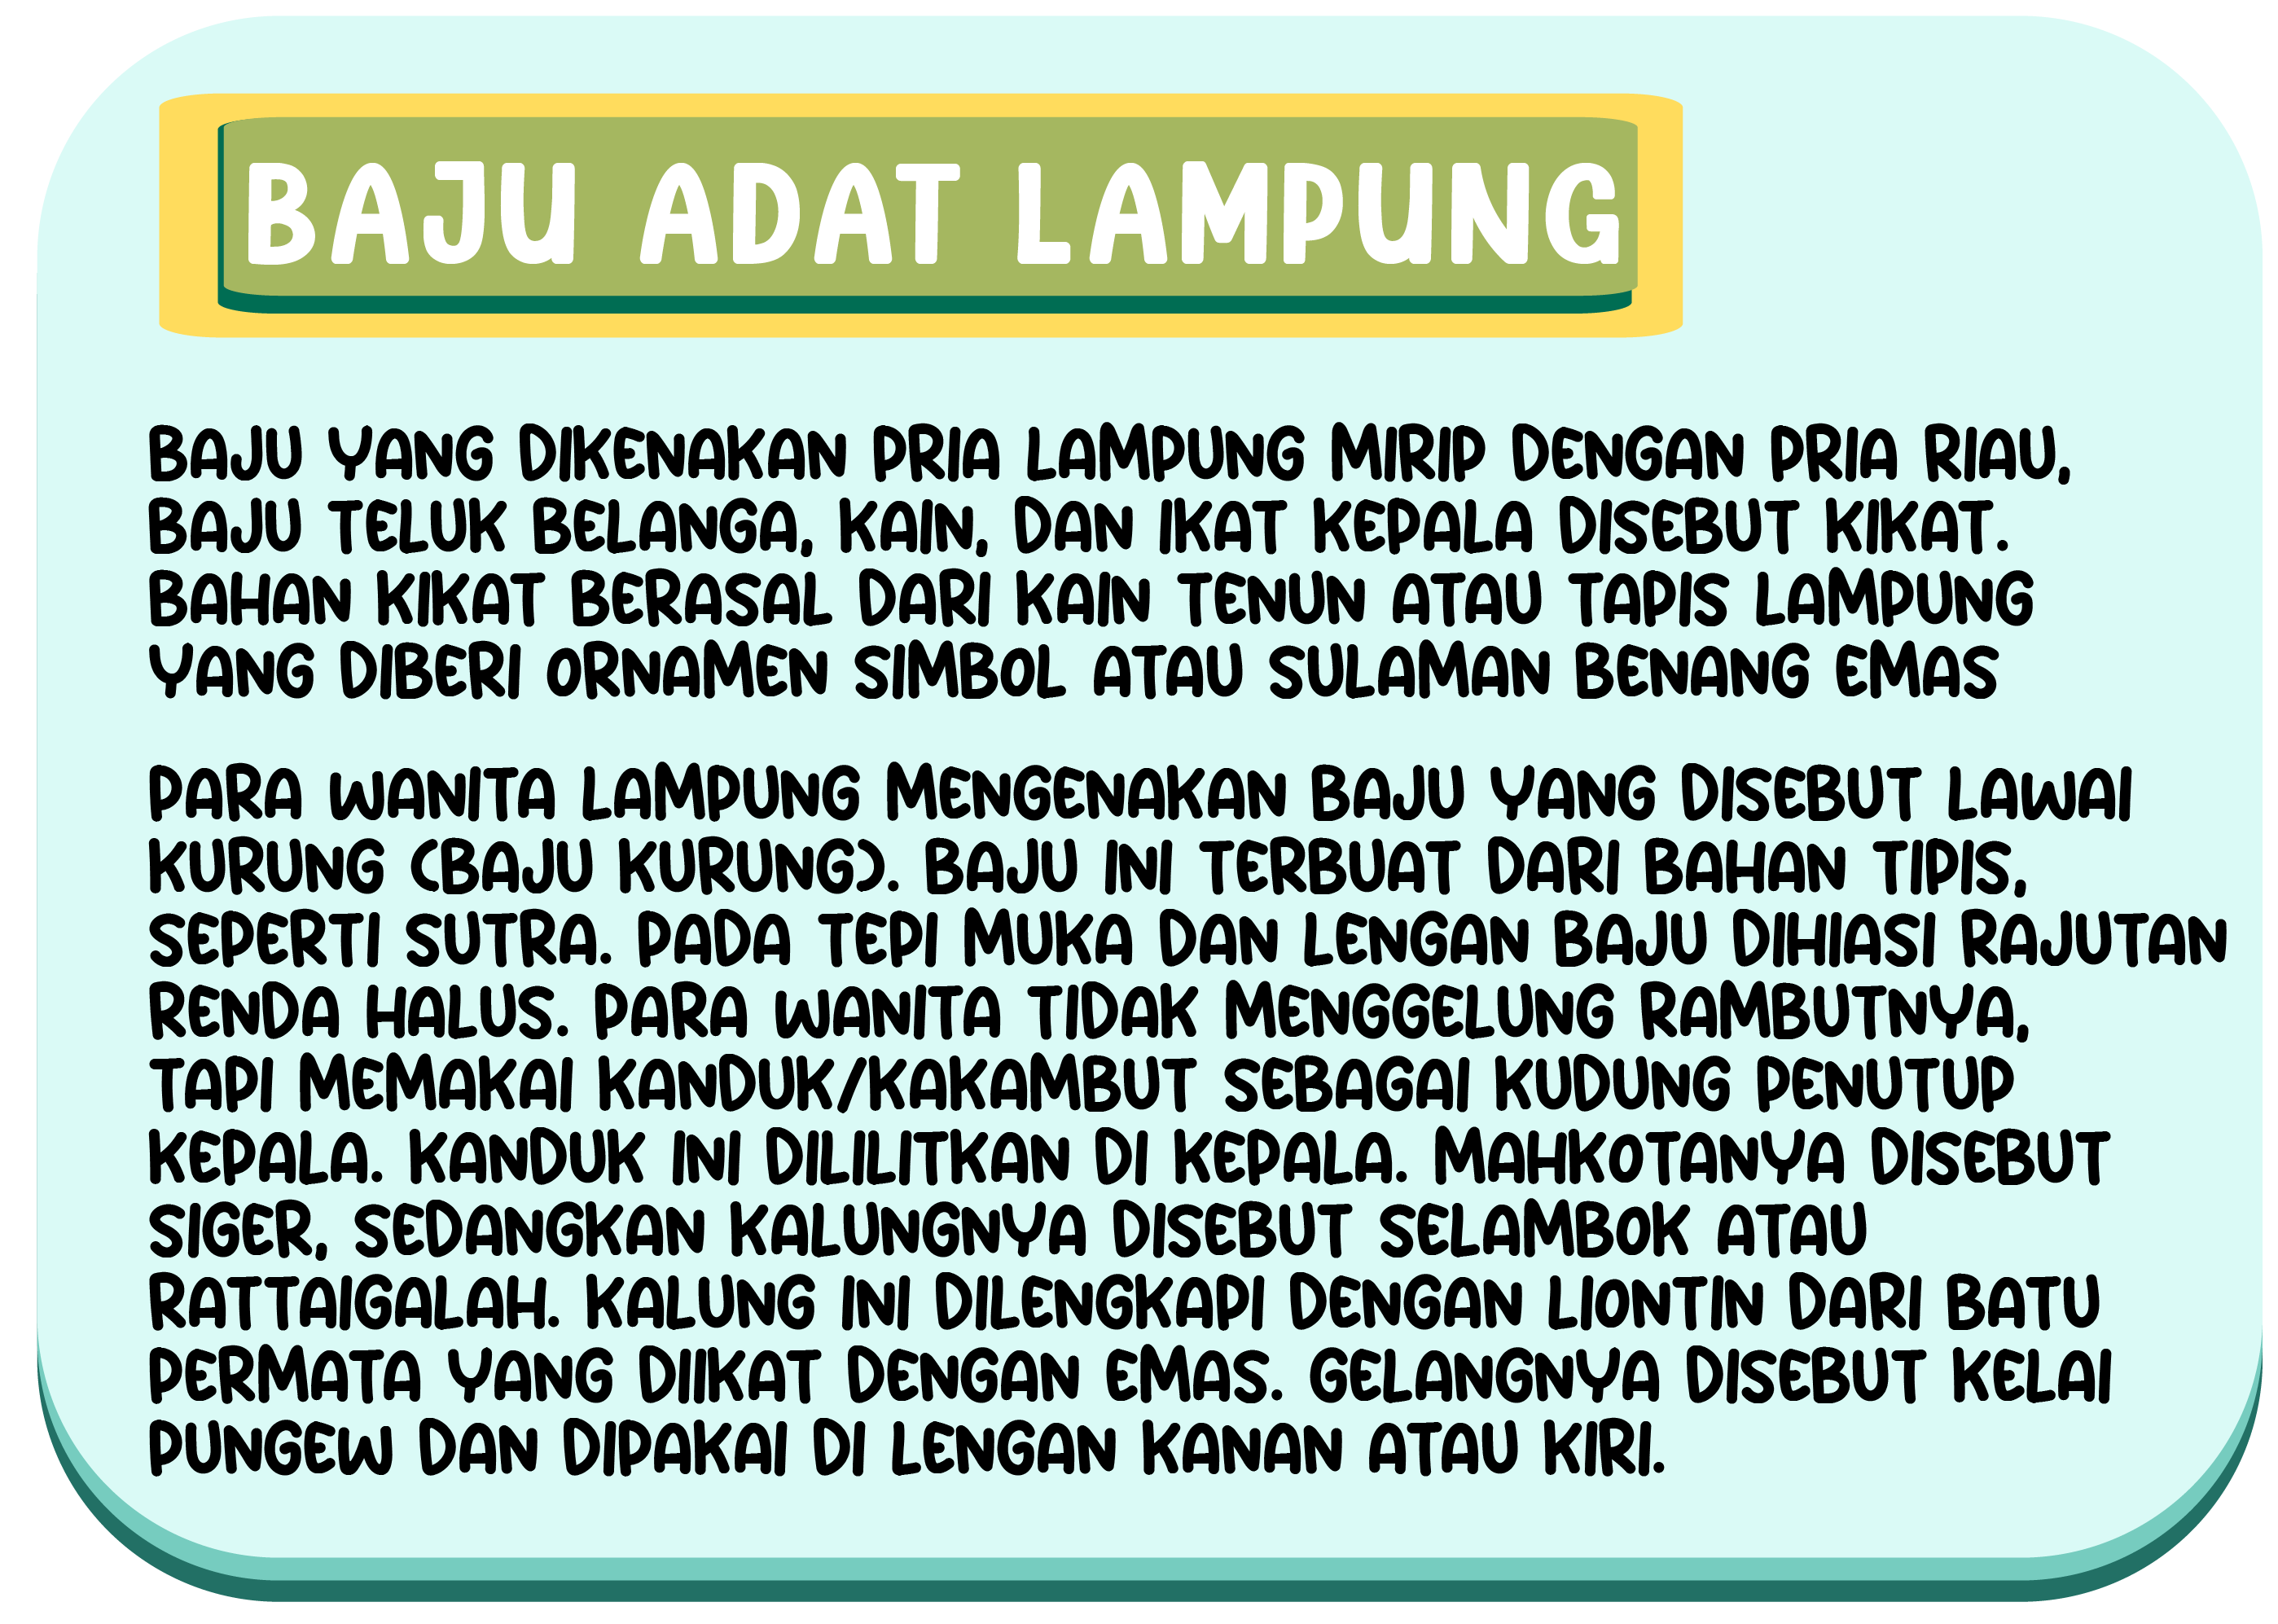 BAJU ADAT LAMPUNG
BAJU YANG DIKENAKAN PRIA LAMPUNG MIRIP DENGAN PRIA RIAU,
BAJU TELUK BELANGA, KAIN, DAN IKAT KEPALA DISEBUT KIKAT.
BAHAN KIKAT BERASAL DARI KAIN TENUN ATAU TAPIS LAMPUNG
YANG DIBERI ORNAMEN SIMBOL ATAU SULAMAN BENANG EMAS
PARA WANITA LAMPUNG MENGENAKAN BAJU YANG DISEBUT LAWAI
KURUNG (BAJU KURUNG). BAJU INI TERBUAT DARI BAHAN TIPIS,
SEPERTI SUTRA. PADA TEPI MUKA DAN LENGAN BAJU DIHIASI RAJUTAN
RENDA HALUS. PARA WANITA TIDAK MENGGELUNG RAMBUTNYA,
TAPI MEMAKAI KANDUK/KAKAMBUT SEBAGAI KUDUNG PENUTUP
KEPALA. KANDUK INI DILILITKAN DI KEPALA. MAHKOTANYA DISEBUT
SIGER, SEDANGKAN KALUNGNYA DISEBUT SELAMBOK ATAU
RATTAIGALAH. KALUNG INI DILENGKAPI DENGAN LIONTIN DARI BATU
PERMATA YANG DIIKAT DENGAN EMAS. GELANGNYA DISEBUT KELAI
PUNGEW DAN DIPAKAI DI LENGAN KANAN ATAU KIRI.